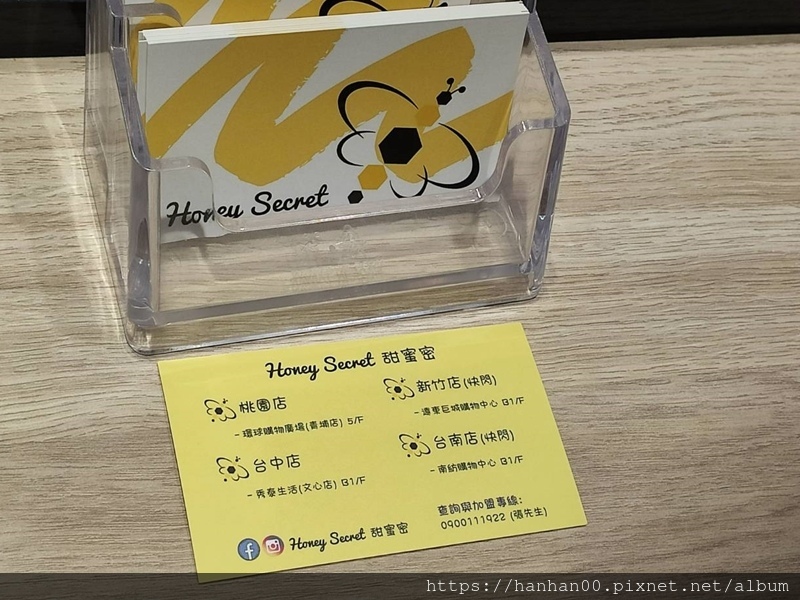 Honey Secret
Honey Secret 甜蜜密
桃園店
-環球購物廣場(青埔店) 5/F
新竹店(快閃)
-遠東巨城購物中心 B1/F
台中店
-秀泰生活(文心店) B1/F
台南店(快閃)
-南紡購物中心 B1/F
查詢與加盟專線:
0900111922 (張先生)
Honey Secret 甜蜜密
https://hanhan00.pixnet.net/album